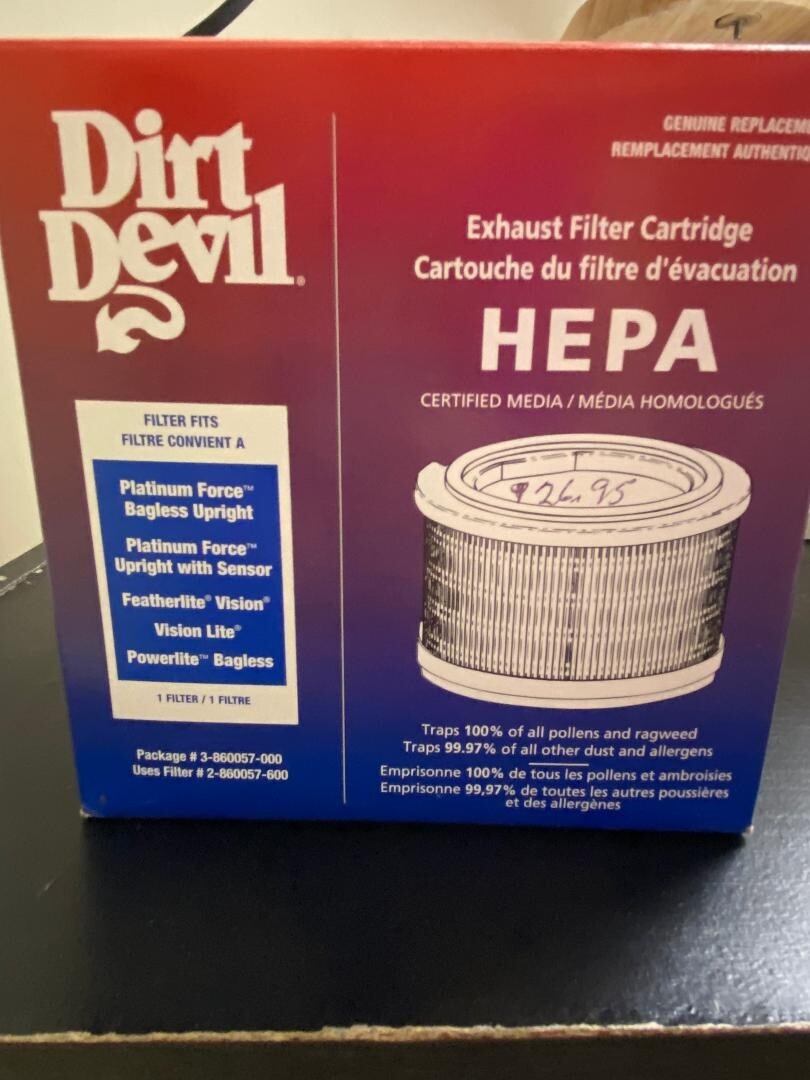 Dirt
Devil®
FILTER FITS
FILTRE CONVIENT A
Platinum Force™
Bagless Upright
Platinum Force™
Upright with Sensor
Featherlite® Vision®
Vision Lite®
Powerlite™ Bagless
1 FILTER / 1 FILTRE
Package # 3-860057-000
Uses Filter # 2-860057-600
GENUINE REPLACEM
REMPLACEMENT AUTHENTIQ
Exhaust Filter Cartridge
Cartouche du filtre d'évacuation
HEPA
CERTIFIED MEDIA / MÉDIA HOMOLOGUÉS
$26.95
Traps 100% of all pollens and ragweed
Traps 99.97% of all other dust and allergens
Emprisonne 100% de tous les pollens et ambroisies
Emprisonne 99,97% de toutes les autres poussières
et des allergènes